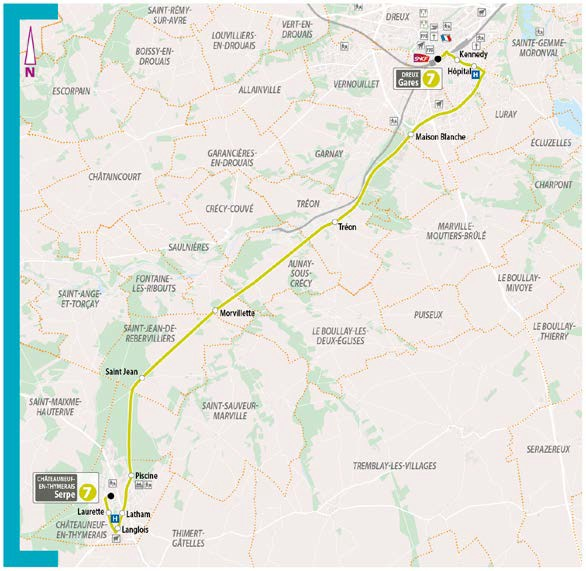 SAINT-RÉMY-
SUR-AVRE
LOUVILLIERS-
EN-DROUAIS
VERT-EN-
DROUAIS
DREUX
SAINTE-GEMME-
MORONVAL
BOISSY-EN-
DROUAIS
N
SNCF
Kennedy
Hôpital
H
DREUX
Gares
7
ESCORPAIN
ALLAINVILLE
VERNOUILLET
LURAY
Maison Blanche
ÉCLUZELLES
GARANCIÈRES-
EN-DROUAIS
GARNAY
CHÂTAINCOURT
CHARPONT
CRÉCY-COUVÉ
TRÉON
Tréon
MARVILLE-
MOUTIERS-BRÛLÉ
SAULNIÈRES
AUNAY-
SOUS-
CRÉCY
FONTAINE-
LES-RIBOUTS
LE BOULLAY-
MIVOYE
SAINT-ANGE-
ET-TORÇAY
Morvillette
PUISEUX
SAINT-JEAN-DE-
REBERVILLIERS
LE BOULLAY-LES-
DEUX-ÉGLISES
LE BOULLAY-
THIERRY
Saint Jean
SAINT-MAIXME-
HAUTERIVE
SAINT-SAUVEUR-
MARVILLE
SERAZEREUX
TREMBLAY-LES-VILLAGES
Piscine
CHÂTEAUNEUF-
EN-THYMERAIS
Serpe
7
Laurette
H
Latham
Langlois
CHÂTEAUNEUF-
EN-THYMERAIS
THIMERT-
GÂTELLES